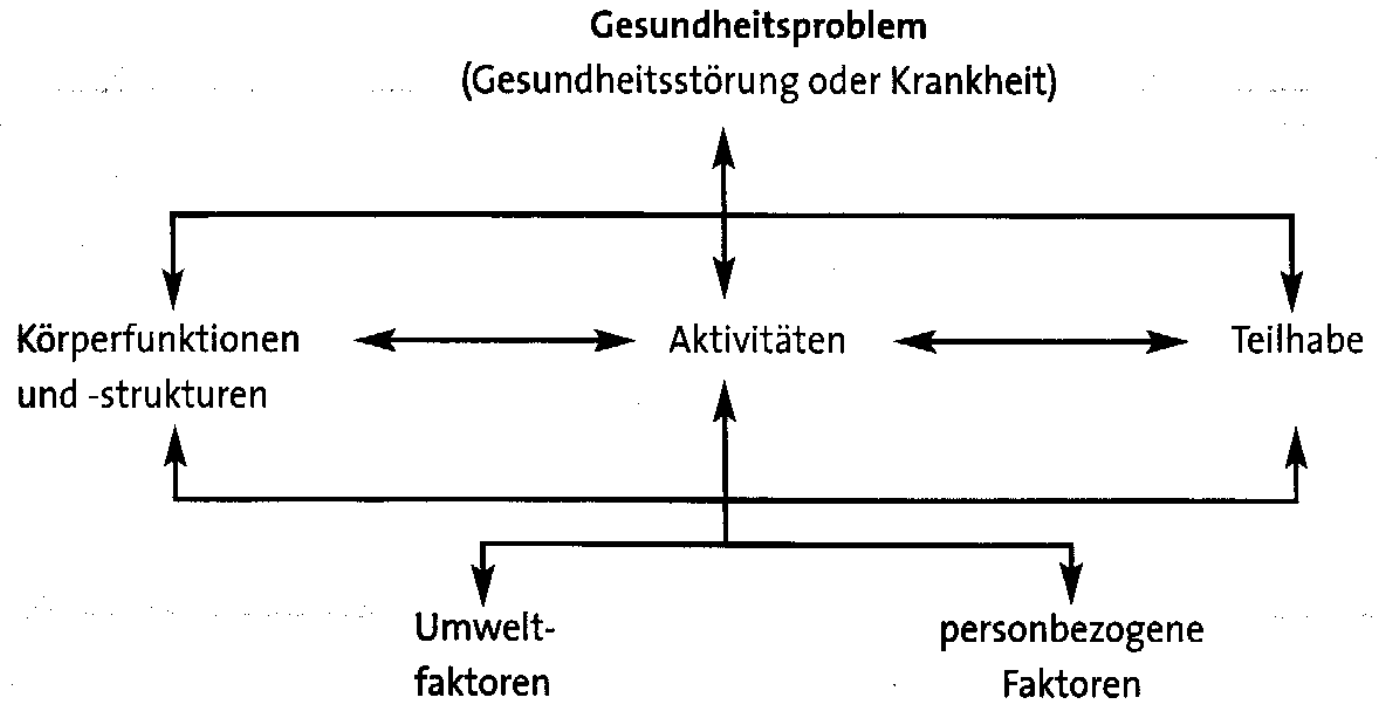 Gesundheitsproblem
(Gesundheitsstörung oder Krankheit)
Körperfunktionen
und -strukturen
Aktivitäten
Teilhabe
Umwelt-
faktoren
personbezogene
Faktoren